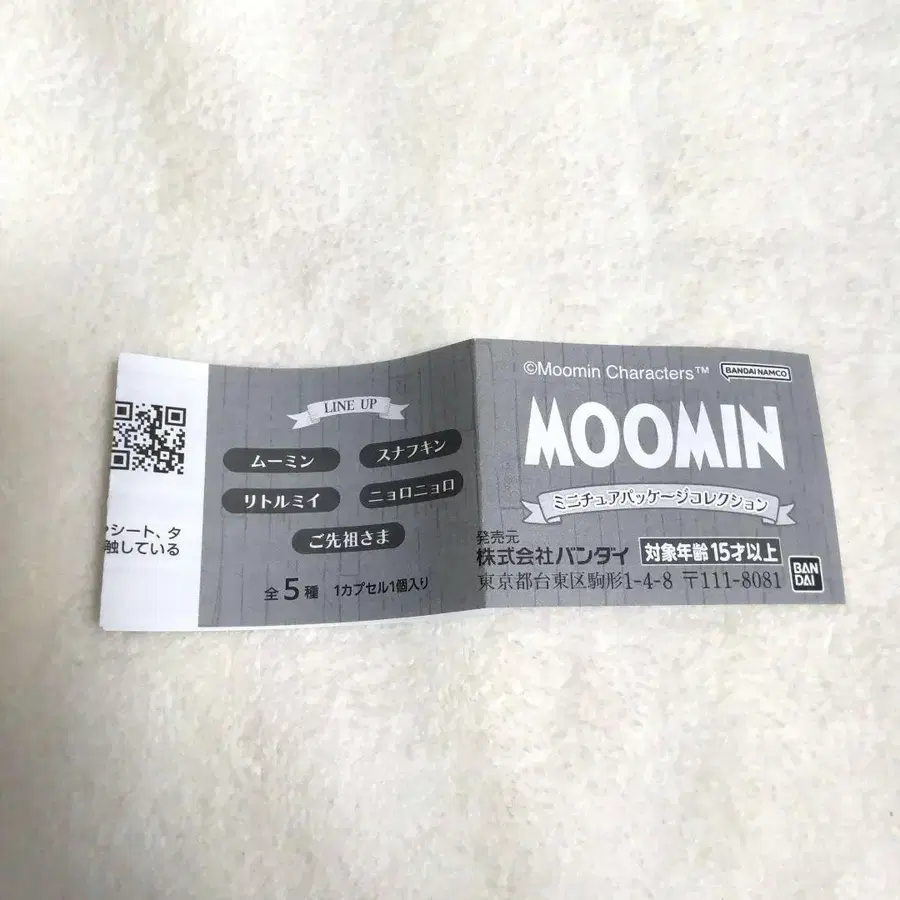 シート、タ
触している
LINE UP
ムーミン
スナフキン
リトルミイ
ニョロニョロ
ご先祖さま
全5種 1カプセル1個入り
©Moomin Characters™
BANDAI NAMCO
MOOMIN
ミニチュアパッケージコレクション
発売元
株式会社バンダイ 対象年齢15才以上
東京都台東区駒形1-4-8 〒111-8081
BAN
DAI